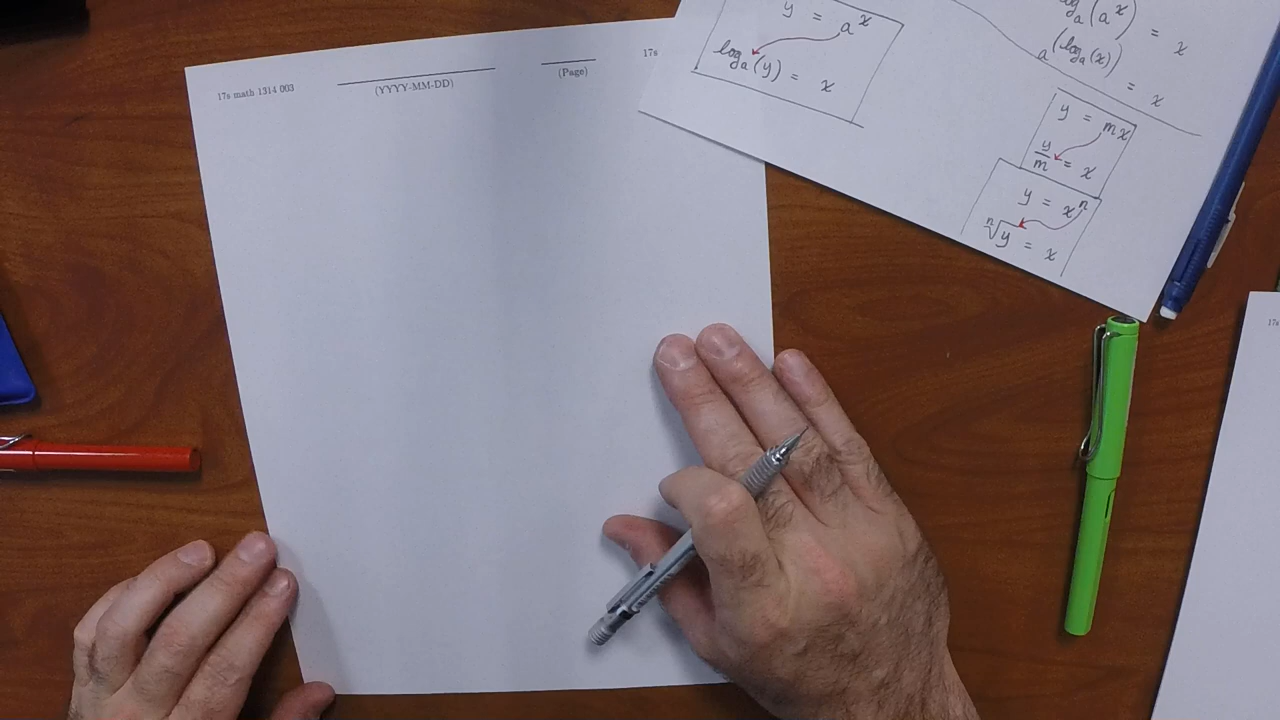 17s math 1314 003 (YYYY-MM-DD) (Page) 17s
y = a^x
log_a(y) = x
log_a(a^x) = x
a^(log_a(x)) = x
y = mx
y/m = x
y = x^n
ⁿ√y = x
17s